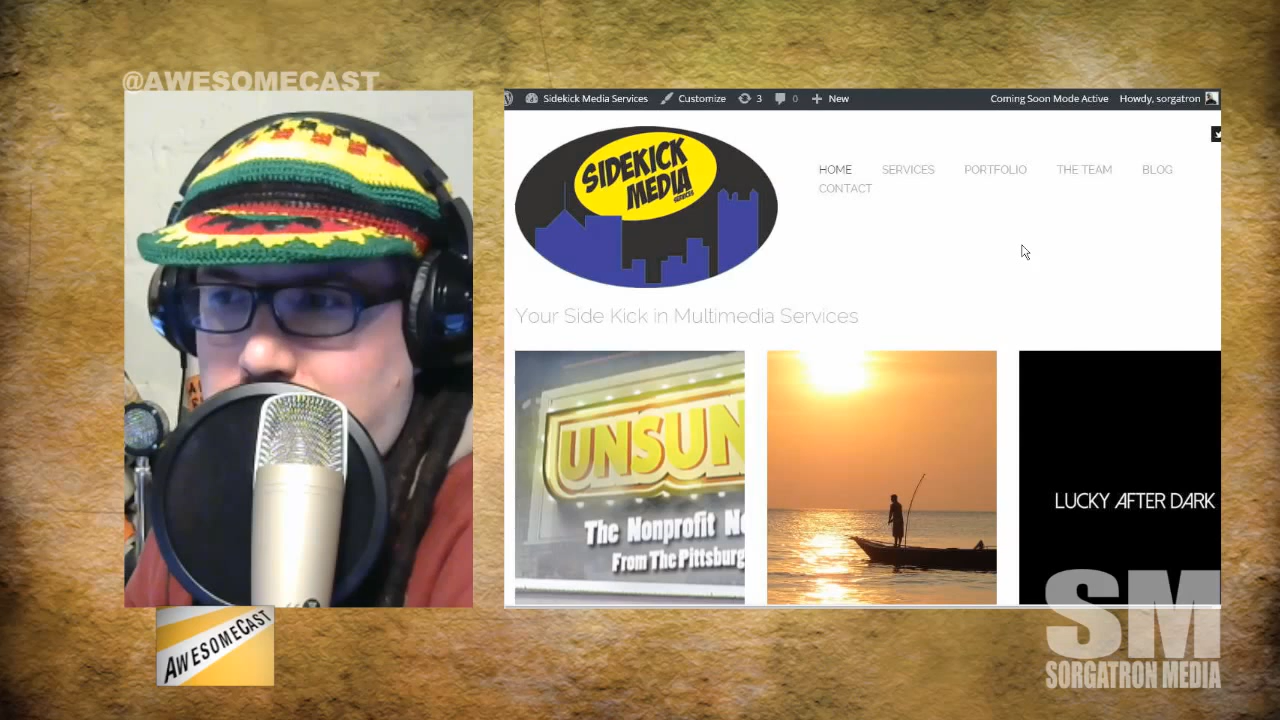 @AWESOMECAST
Sidekick Media Services
Customize
3
0
New
Coming Soon Mode Active
Howdy, sorgatron
SIDEKICK
MEDIA
SERVICES
HOME
SERVICES
PORTFOLIO
THE TEAM
BLOG
CONTACT
Your Side Kick in Multimedia Services
UNSUN
The Nonprofit N
From The Pittsburg
LUCKY AFTER DARK
AWESOMECAST
SM
SORGATRON MEDIA